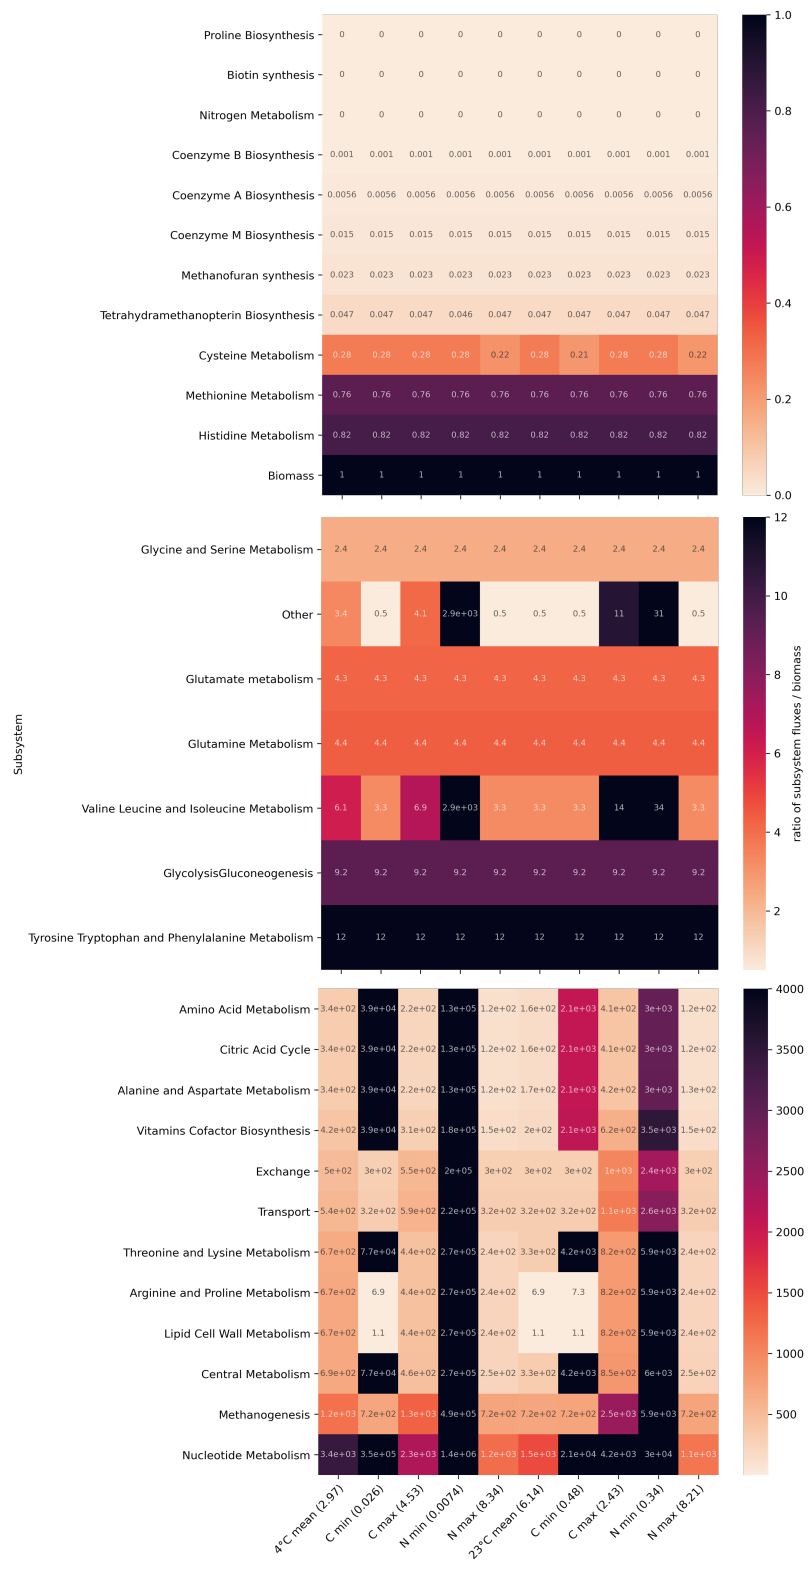 Proline Biosynthesis 0 0 0 0 0 0 0 0 0 0
Biotin synthesis 0 0 0 0 0 0 0 0 0 0
Nitrogen Metabolism 0 0 0 0 0 0 0 0 0 0
Coenzyme B Biosynthesis 0.001 0.001 0.001 0.001 0.001 0.001 0.001 0.001 0.001 0.001
Coenzyme A Biosynthesis 0.0056 0.0056 0.0056 0.0056 0.0056 0.0056 0.0056 0.0056 0.0056 0.0056
Coenzyme M Biosynthesis 0.015 0.015 0.015 0.015 0.015 0.015 0.015 0.015 0.015 0.015
Methanofuran synthesis 0.023 0.023 0.023 0.023 0.023 0.023 0.023 0.023 0.023 0.023
Tetrahydramethanopterin Biosynthesis 0.047 0.047 0.047 0.046 0.047 0.047 0.047 0.047 0.047 0.047
Cysteine Metabolism 0.28 0.28 0.28 0.28 0.22 0.28 0.21 0.28 0.28 0.22
Methionine Metabolism 0.76 0.76 0.76 0.76 0.76 0.76 0.76 0.76 0.76 0.76
Histidine Metabolism 0.82 0.82 0.82 0.82 0.82 0.82 0.82 0.82 0.82 0.82
Biomass 1 1 1 1 1 1 1 1 1 1
1.0
0.8
0.6
0.4
0.2
0.0
Subsystem
Glycine and Serine Metabolism 2.4 2.4 2.4 2.4 2.4 2.4 2.4 2.4 2.4 2.4
Other 3.4 0.5 4.1 2.9e+03 0.5 0.5 0.5 11 31 0.5
Glutamate metabolism 4.3 4.3 4.3 4.3 4.3 4.3 4.3 4.3 4.3 4.3
Glutamine Metabolism 4.4 4.4 4.4 4.4 4.4 4.4 4.4 4.4 4.4 4.4
Valine Leucine and Isoleucine Metabolism 6.1 3.3 6.9 2.9e+03 3.3 3.3 3.3 14 34 3.3
GlycolysisGluconeogenesis 9.2 9.2 9.2 9.2 9.2 9.2 9.2 9.2 9.2 9.2
Tyrosine Tryptophan and Phenylalanine Metabolism 12 12 12 12 12 12 12 12 12 12
12
10
8
6
4
2
ratio of subsystem fluxes / biomass
Amino Acid Metabolism 3.4e+02 3.9e+04 2.2e+02 1.3e+05 1.2e+02 1.6e+02 2.1e+03 4.1e+02 3e+03 1.2e+02
Citric Acid Cycle 3.4e+02 3.9e+04 2.2e+02 1.3e+05 1.2e+02 1.6e+02 2.1e+03 4.1e+02 3e+03 1.2e+02
Alanine and Aspartate Metabolism 3.4e+02 3.9e+04 2.2e+02 1.3e+05 1.2e+02 1.7e+02 2.1e+03 4.2e+02 3e+03 1.3e+02
Vitamins Cofactor Biosynthesis 4.2e+02 3.9e+04 3.1e+02 1.8e+05 1.5e+02 2e+02 2.1e+03 6.2e+02 3.5e+03 1.5e+02
Exchange 5e+02 3e+02 5.5e+02 2e+05 3e+02 3e+02 3e+02 1e+03 2.4e+03 3e+02
Transport 5.4e+02 3.2e+02 5.9e+02 2.2e+05 3.2e+02 3.2e+02 3.2e+02 1.1e+03 2.6e+03 3.2e+02
Threonine and Lysine Metabolism 6.7e+02 7.7e+04 4.4e+02 2.7e+05 2.4e+02 3.3e+02 4.2e+03 8.2e+02 5.9e+03 2.4e+02
Arginine and Proline Metabolism 6.7e+02 6.9 4.4e+02 2.7e+05 2.4e+02 6.9 7.3 8.2e+02 5.9e+03 2.4e+02
Lipid Cell Wall Metabolism 6.7e+02 1.1 4.4e+02 2.7e+05 2.4e+02 1.1 1.1 8.2e+02 5.9e+03 2.4e+02
Central Metabolism 6.9e+02 7.7e+04 4.6e+02 2.7e+05 2.5e+02 3.3e+02 4.2e+03 8.5e+02 6e+03 2.5e+02
Methanogenesis 1.2e+03 7.2e+02 1.3e+03 4.9e+05 7.2e+02 7.2e+02 7.2e+02 2.5e+03 5.9e+03 7.2e+02
Nucleotide Metabolism 3.4e+03 3.5e+05 2.3e+03 1.4e+06 1.2e+03 1.5e+03 2.1e+04 4.2e+03 3e+04 1.1e+03
4000
3500
3000
2500
2000
1500
1000
500
4°C mean (2.97)
C min (0.026)
C max (4.53)
N min (0.0074)
N max (8.34)
23°C mean (6.14)
C min (0.48)
C max (2.43)
N min (0.34)
N max (8.21)